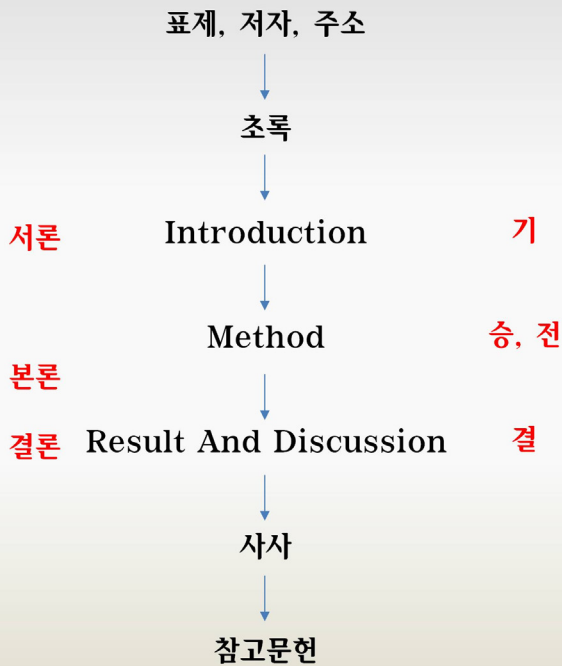 표제, 저자, 주소
초록
서론 Introduction 기
Method 승, 전
본론
결론 Result And Discussion 결
사사
참고문헌